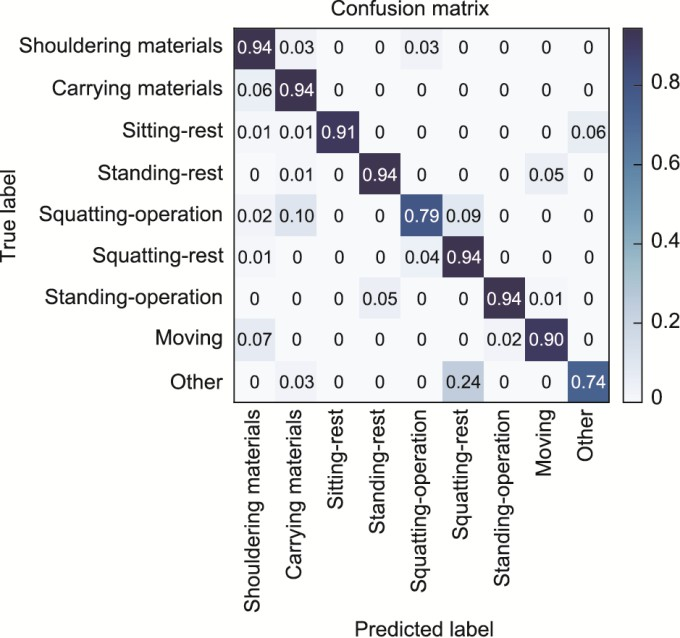 Confusion matrix
Shouldering materials 0.94 0.03 0 0 0.03 0 0 0 0
Carrying materials 0.06 0.94 0 0 0 0 0 0 0
Sitting-rest 0.01 0.01 0.91 0 0 0 0 0 0.06
Standing-rest 0 0.01 0 0.94 0 0 0 0.05 0
Squatting-operation 0.02 0.10 0 0 0.79 0.09 0 0 0
Squatting-rest 0.01 0 0 0 0.04 0.94 0 0 0
Standing-operation 0 0 0 0.05 0 0 0.94 0.01 0
Moving 0.07 0 0 0 0 0 0.02 0.90 0
Other 0 0.03 0 0 0 0.24 0 0 0.74
True label
Shouldering materials
Carrying materials
Sitting-rest
Standing-rest
Squatting-operation
Squatting-rest
Standing-operation
Moving
Other
Predicted label
0.8
0.6
0.4
0.2
0